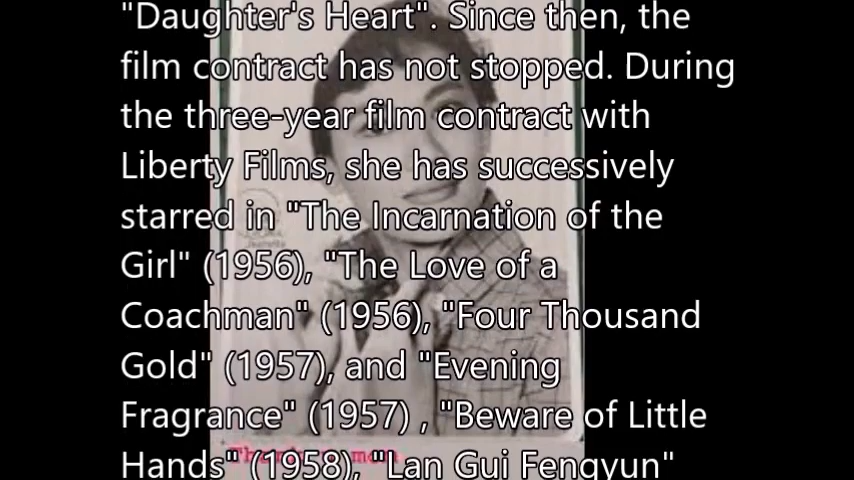 "Daughter's Heart". Since then, the
film contract has not stopped. During
the three-year film contract with
Liberty Films, she has successively
starred in "The Incarnation of the
Girl" (1956), "The Love of a
Coachman" (1956), "Four Thousand
Gold" (1957), and "Evening
Fragrance" (1957) , "Beware of Little
Hands" (1958), "Lan Gui Fengyun"